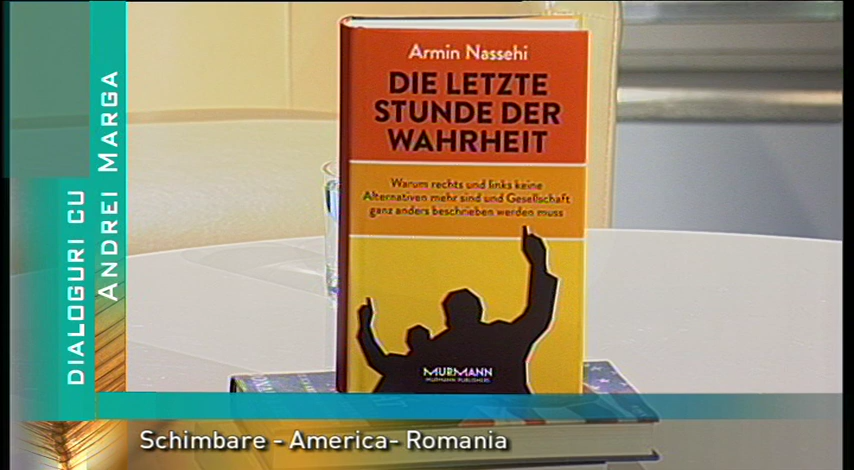 DIALOGURI CU
ANDREI MARGA
Armin Nassehi
DIE LETZTE
STUNDE DER
WAHRHEIT
Warum rechts und links keine
Alternativen mehr sind und Gesellschaft
ganz anders beschrieben werden muss
MURMANN
MURMANN PUBLISHERS
Schimbare - America- Romania